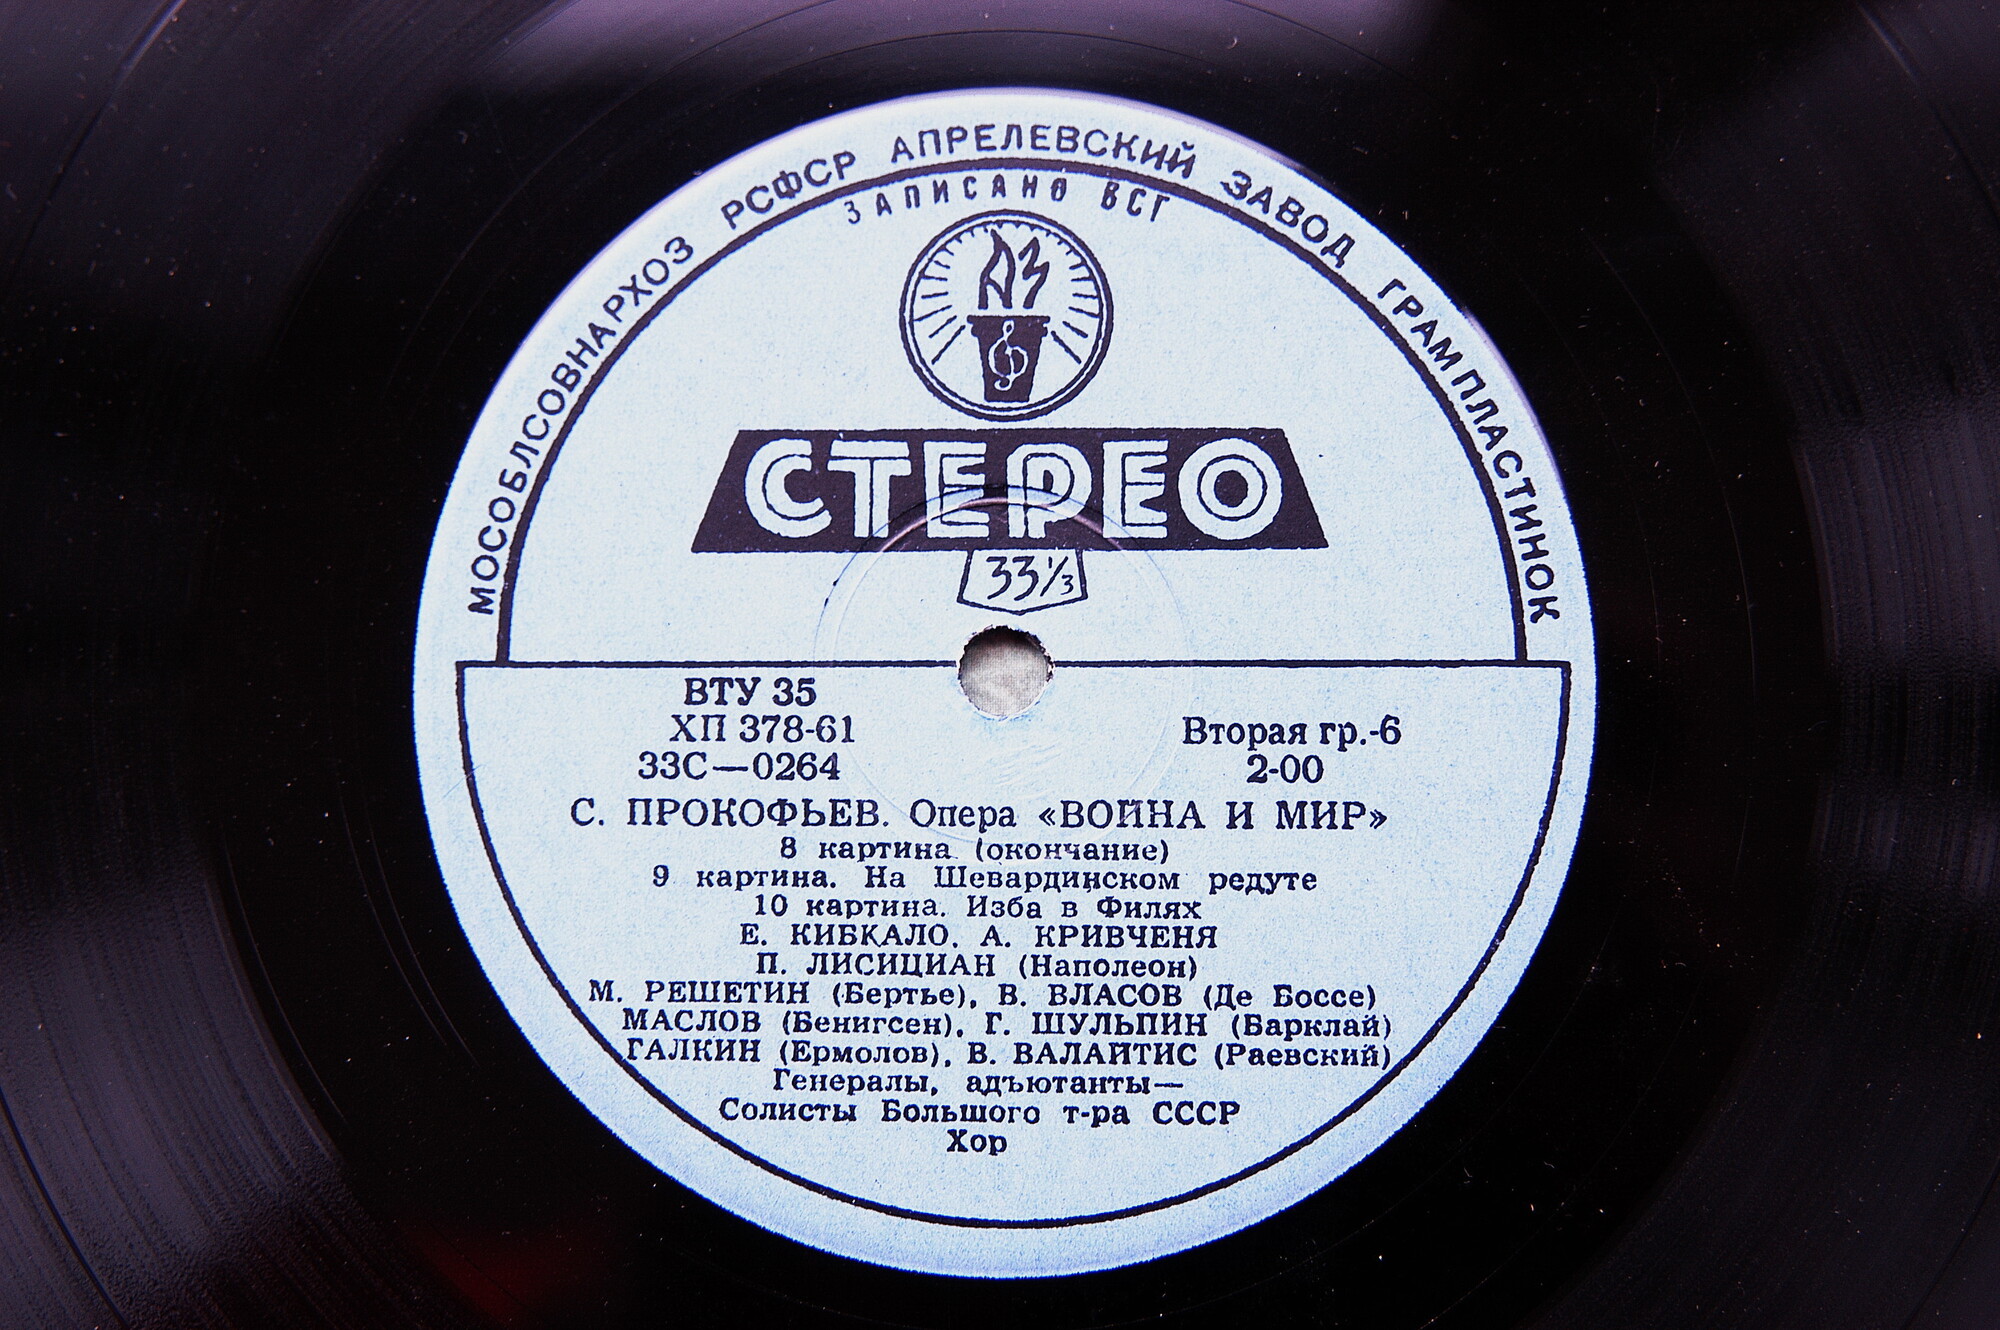 МОСОБЛСОВНАРХОЗ РСФСР АПРЕЛЕВСКИЙ ЗАВОД ГРАМПЛАСТИНОК
ЗАПИСАНО ВСГ
АЗ
СТЕРЕО
33⅓
ВТУ 35
ХП 378-61
Вторая гр.-6
33С—0264
2-00
С. ПРОКОФЬЕВ. Опера «ВОЙНА И МИР»
8 картина (окончание)
9 картина. На Шевардинском редуте
10 картина. Изба в Филях
Е. КИБКАЛО, А. КРИВЧЕНЯ
П. ЛИСИЦИАН (Наполеон)
М. РЕШЕТИН (Бертье), В. ВЛАСОВ (Де Боссе)
МАСЛОВ (Бенигсен), Г. ШУЛЬПИН (Барклай)
ГАЛКИН (Ермолов), В. ВАЛАЙТИС (Раевский)
Генералы, адъютанты—
Солисты Большого т-ра СССР
Хор